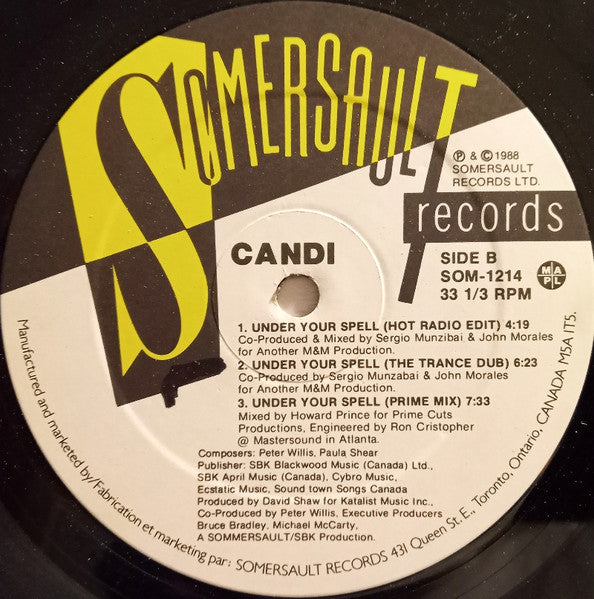 SOMERSAULT
records
℗ & © 1988
SOMERSAULT
RECORDS LTD.
CANDI
SIDE B
SOM-1214
33 1/3 RPM
MAPL
1. UNDER YOUR SPELL (HOT RADIO EDIT) 4:19
Co-Produced & Mixed by Sergio Munzibai & John Morales
for Another M&M Production.
2. UNDER YOUR SPELL (THE TRANCE DUB) 6:23
Co-Produced by Sergio Munzabai & John Morales
for Another M&M Production.
3. UNDER YOUR SPELL (PRIME MIX) 7:33
Mixed by Howard Prince for Prime Cuts
Productions, Engineered by Ron Cristopher
@ Mastersound in Atlanta.
Composers: Peter Willis, Paula Shear
Publisher: SBK Blackwood Music (Canada) Ltd.,
SBK April Music (Canada), Cybro Music,
Ecstatic Music, Sound town Songs Canada
Produced by David Shaw for Katalist Music Inc.,
Co-Produced by Peter Willis, Executive Producers
Bruce Bradley, Michael McCarty,
A SOMMERSAULT/SBK Production.
Manufactured and marketed by/Fabrication et marketing par: SOMERSAULT RECORDS 431 Queen St. E., Toronto, Ontario, CANADA M5A 1T5.